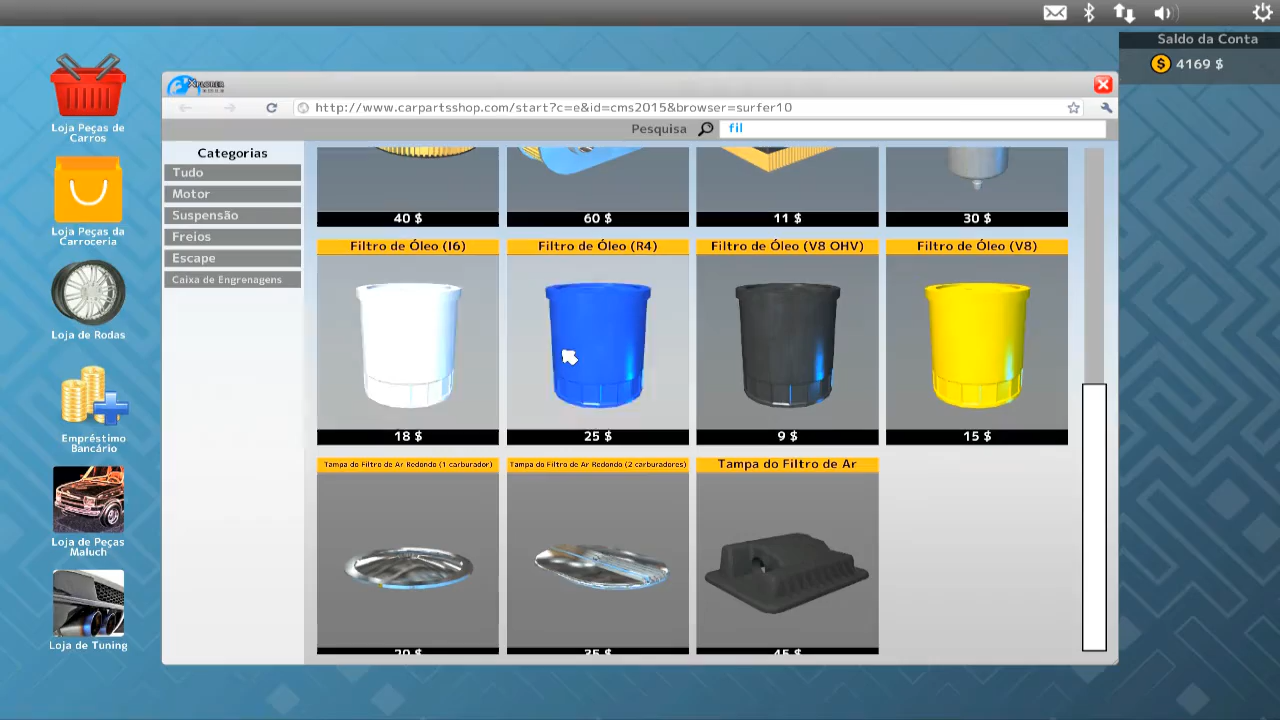 Saldo da Conta
4169 $
XPLORER
http://www.carpartsshop.com/start?c=e&id=cms2015&browser=surfer10
Pesquisa
fil
Loja Peças de
Carros
Loja Peças da
Carroceria
Loja de Rodas
Empréstimo
Bancário
Loja de Peças
Maluch
Loja de Tuning
Categorias
Tudo
Motor
Suspensão
Freios
Escape
Caixa de Engrenagens
40 $
60 $
11 $
30 $
Filtro de Óleo (I6)
Filtro de Óleo (R4)
Filtro de Óleo (V8 OHV)
Filtro de Óleo (V8)
18 $
25 $
9 $
15 $
Tampa do Filtro de Ar Redondo (1 carburador)
Tampa do Filtro de Ar Redondo (2 carburadores)
Tampa do Filtro de Ar